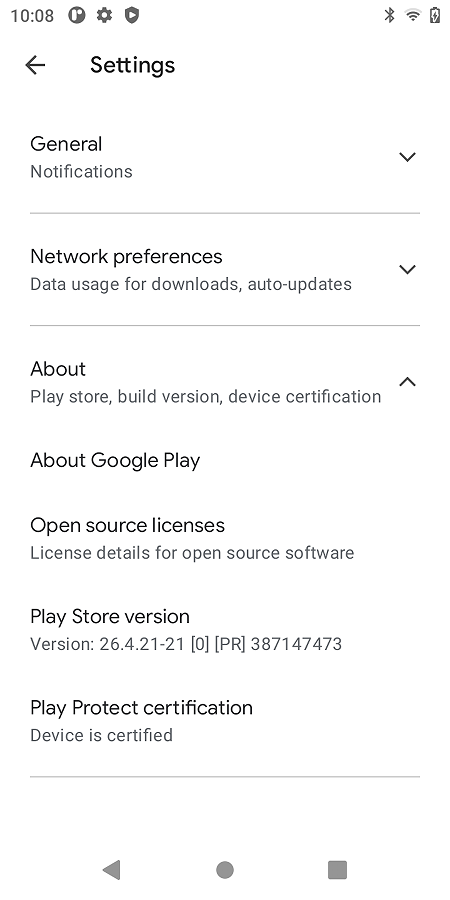 10:08
Settings
General
Notifications
Network preferences
Data usage for downloads, auto-updates
About
Play store, build version, device certification
About Google Play
Open source licenses
License details for open source software
Play Store version
Version: 26.4.21-21 [0] [PR] 387147473
Play Protect certification
Device is certified